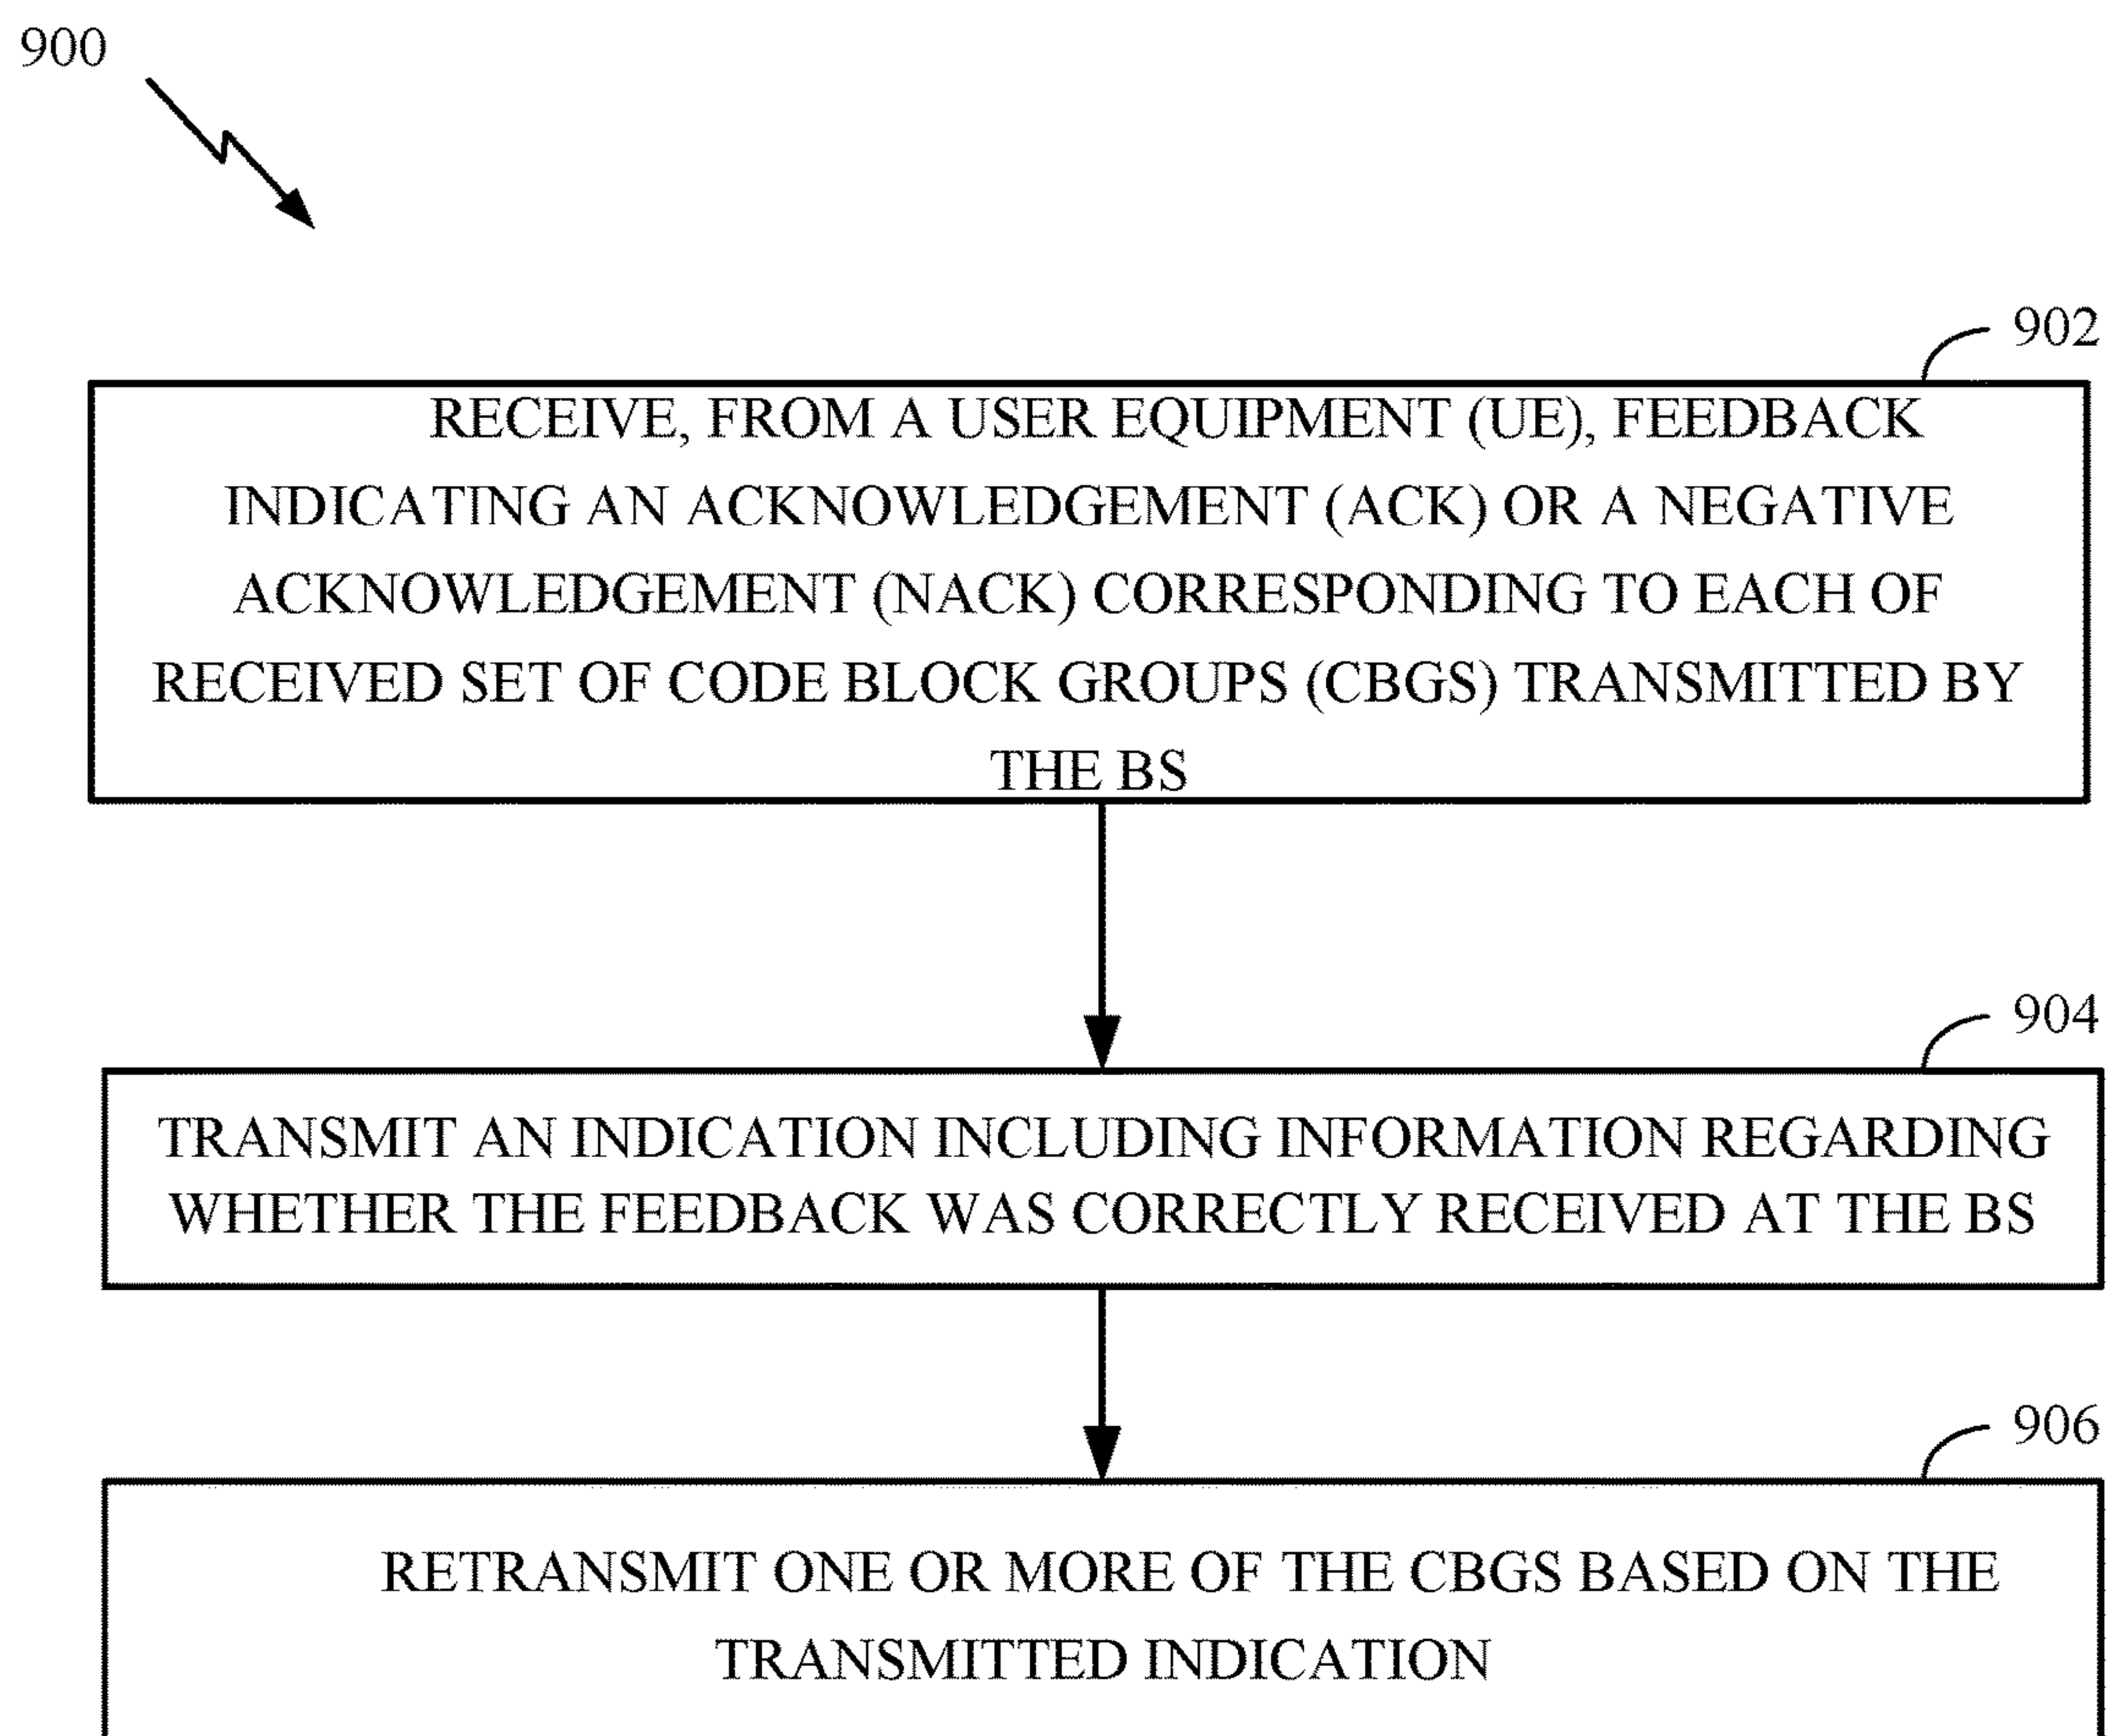 900
902
RECEIVE, FROM A USER EQUIPMENT (UE), FEEDBACK
INDICATING AN ACKNOWLEDGEMENT (ACK) OR A NEGATIVE
ACKNOWLEDGEMENT (NACK) CORRESPONDING TO EACH OF
RECEIVED SET OF CODE BLOCK GROUPS (CBGS) TRANSMITTED BY
THE BS
904
TRANSMIT AN INDICATION INCLUDING INFORMATION REGARDING
WHETHER THE FEEDBACK WAS CORRECTLY RECEIVED AT THE BS
906
RETRANSMIT ONE OR MORE OF THE CBGS BASED ON THE
TRANSMITTED INDICATION